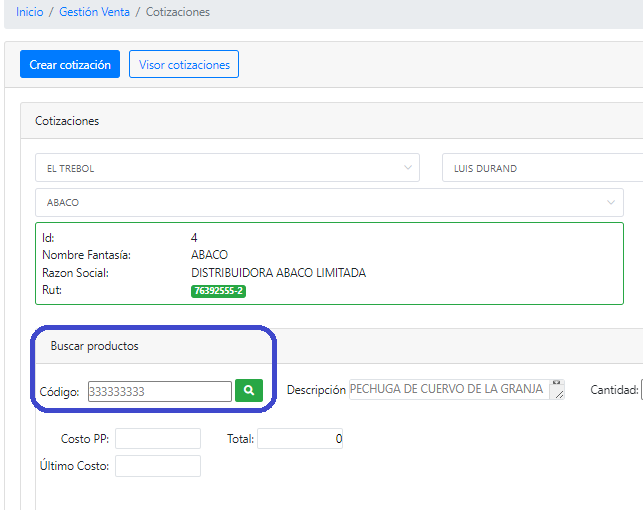 Inicio / Gestión Venta / Cotizaciones
Crear cotización Visor cotizaciones
Cotizaciones
EL TREBOL LUIS DURAND
ABACO
Id: 4
Nombre Fantasía: ABACO
Razon Social: DISTRIBUIDORA ABACO LIMITADA
Rut: 76392555-2
Buscar productos
Código: 333333333 Descripción PECHUGA DE CUERVO DE LA GRANJA Cantidad:
Costo PP: Total: 0
Último Costo: